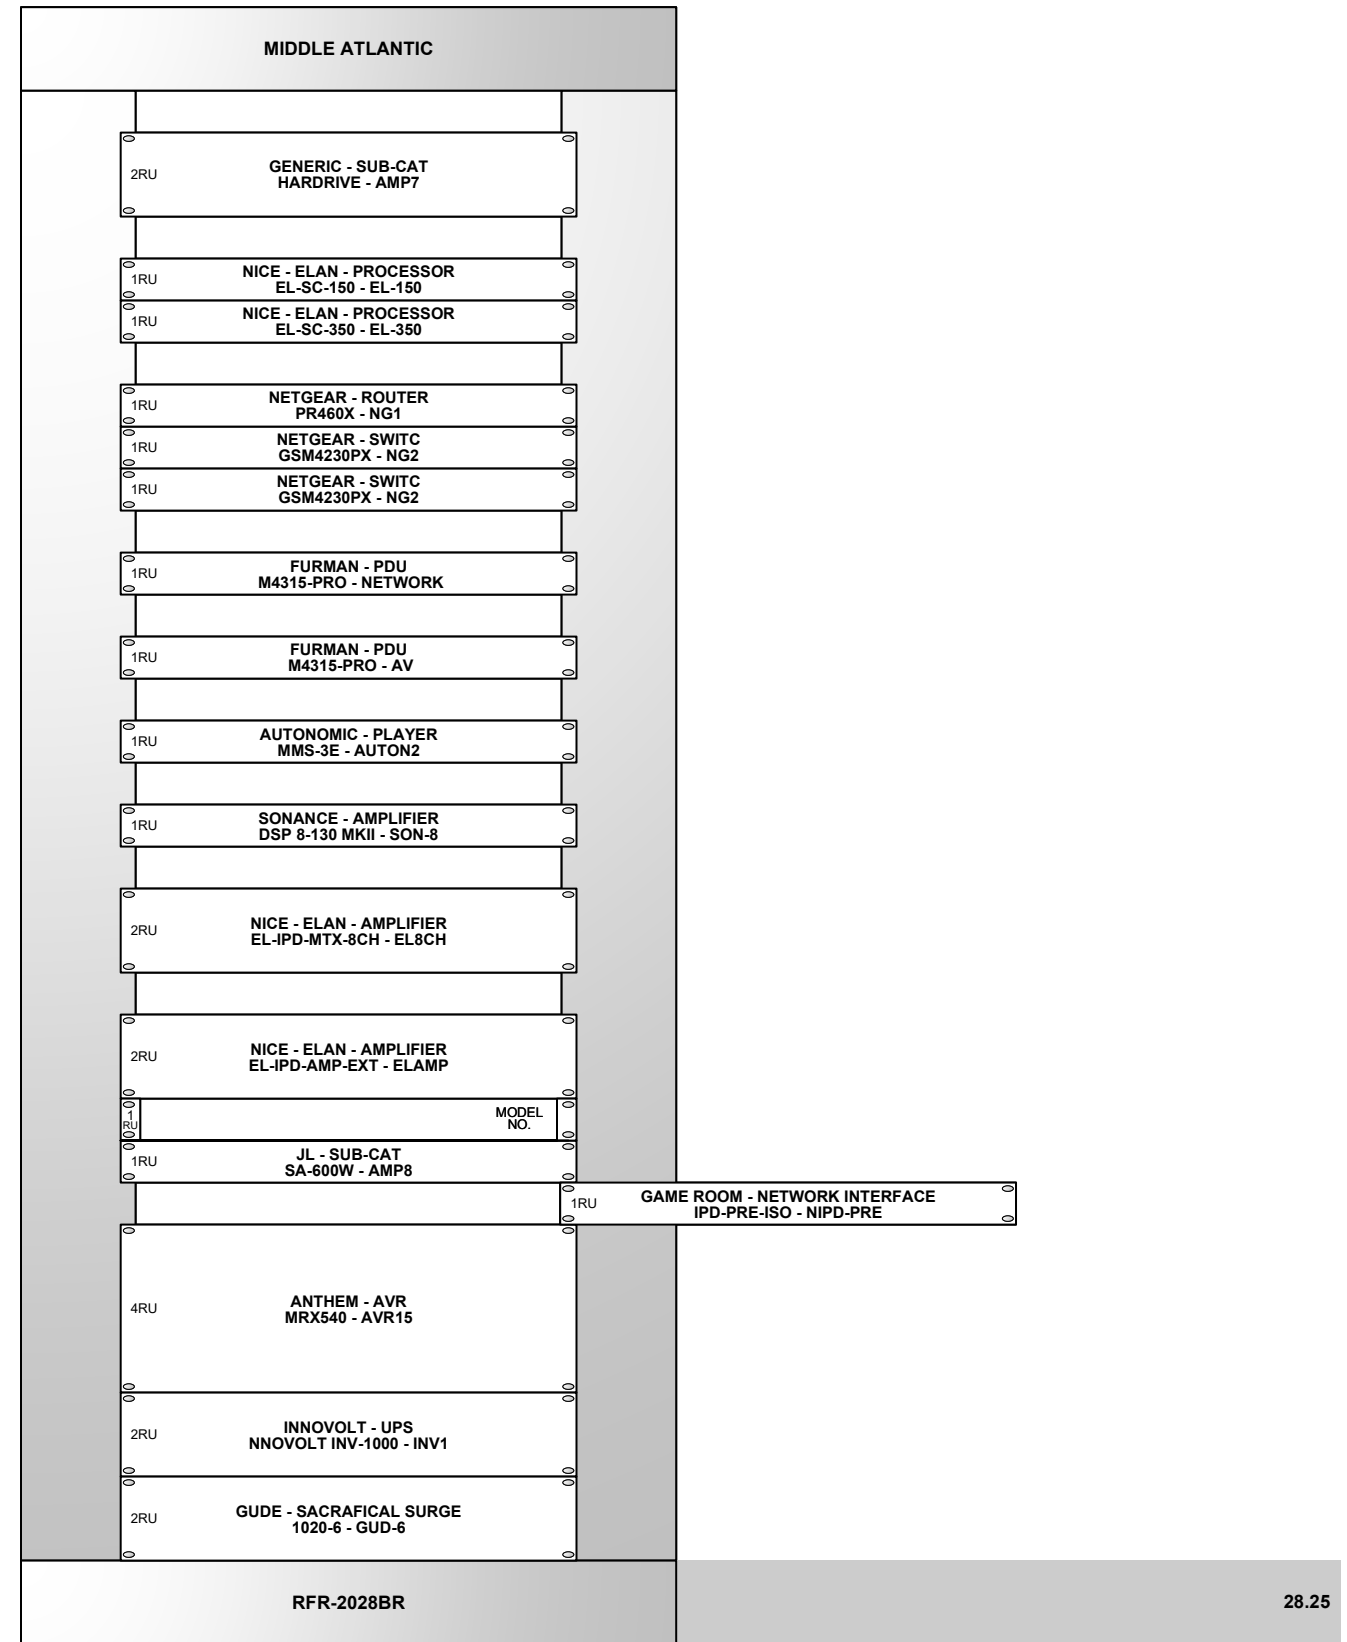 MIDDLE ATLANTIC
2RU
GENERIC - SUB-CAT
HARDRIVE - AMP7
1RU
NICE - ELAN - PROCESSOR
EL-SC-150 - EL-150
1RU
NICE - ELAN - PROCESSOR
EL-SC-350 - EL-350
1RU
NETGEAR - ROUTER
PR460X - NG1
1RU
NETGEAR - SWITC
GSM4230PX - NG2
1RU
NETGEAR - SWITC
GSM4230PX - NG2
1RU
FURMAN - PDU
M4315-PRO - NETWORK
1RU
FURMAN - PDU
M4315-PRO - AV
1RU
AUTONOMIC - PLAYER
MMS-3E - AUTON2
1RU
SONANCE - AMPLIFIER
DSP 8-130 MKII - SON-8
2RU
NICE - ELAN - AMPLIFIER
EL-IPD-MTX-8CH - EL8CH
2RU
NICE - ELAN - AMPLIFIER
EL-IPD-AMP-EXT - ELAMP
1
RU
MODEL
NO.
1RU
JL - SUB-CAT
SA-600W - AMP8
1RU
GAME ROOM - NETWORK INTERFACE
IPD-PRE-ISO - NIPD-PRE
4RU
ANTHEM - AVR
MRX540 - AVR15
2RU
INNOVOLT - UPS
NNOVOLT INV-1000 - INV1
2RU
GUDE - SACRAFICAL SURGE
1020-6 - GUD-6
RFR-2028BR
28.25